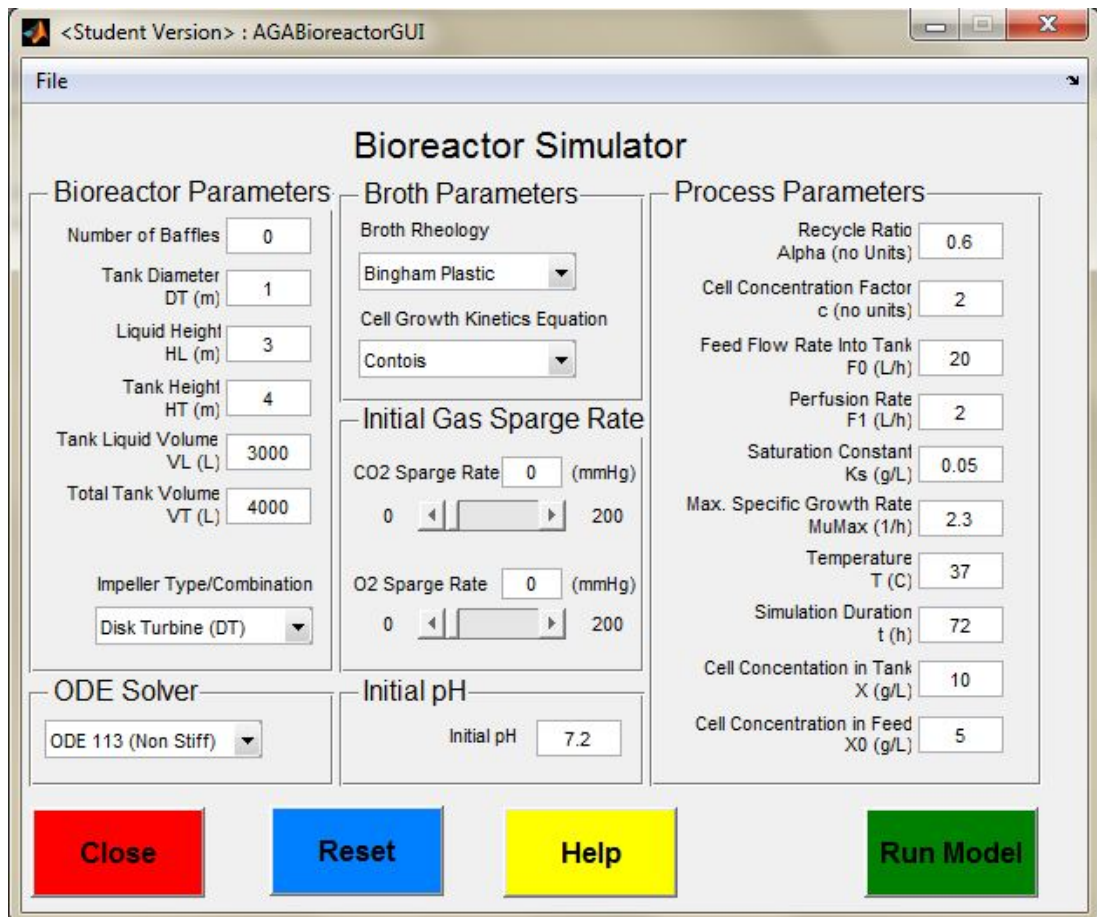 <Student Version> : AGABioreactorGUI
File
Bioreactor Simulator
Bioreactor Parameters
Number of Baffles 0
Tank Diameter
DT (m) 1
Liquid Height
HL (m) 3
Tank Height
HT (m) 4
Tank Liquid Volume
VL (L) 3000
Total Tank Volume
VT (L) 4000
Impeller Type/Combination
Disk Turbine (DT)
ODE Solver
ODE 113 (Non Stiff)
Broth Parameters
Broth Rheology
Bingham Plastic
Cell Growth Kinetics Equation
Contois
Initial Gas Sparge Rate
CO2 Sparge Rate 0 (mmHg)
0 200
O2 Sparge Rate 0 (mmHg)
0 200
Initial pH
Initial pH 7.2
Process Parameters
Recycle Ratio
Alpha (no Units) 0.6
Cell Concentration Factor
c (no units) 2
Feed Flow Rate Into Tank
F0 (L/h) 20
Perfusion Rate
F1 (L/h) 2
Saturation Constant
Ks (g/L) 0.05
Max. Specific Growth Rate
MuMax (1/h) 2.3
Temperature
T (C) 37
Simulation Duration
t (h) 72
Cell Concentation in Tank
X (g/L) 10
Cell Concentration in Feed
X0 (g/L) 5
Close
Reset
Help
Run Model